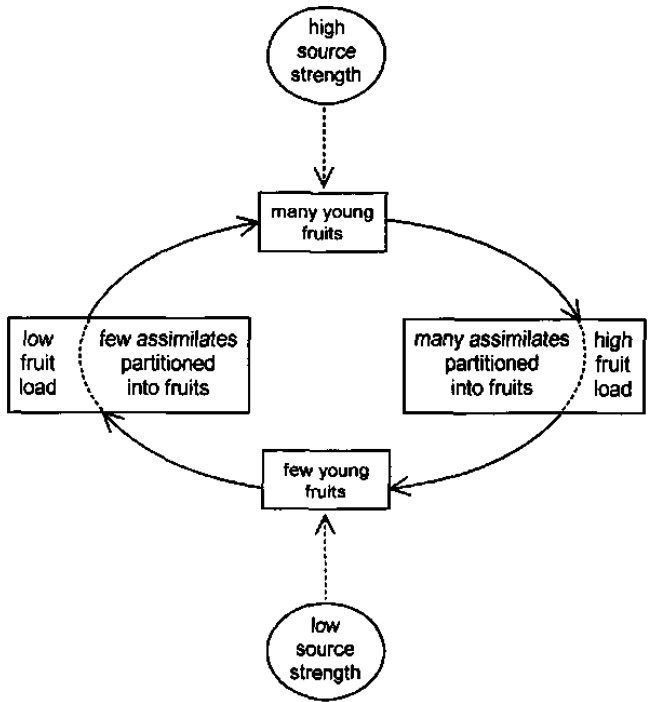 high
source
strength
many young
fruits
low
fruit
load
few assimilates
partitioned
into fruits
many assimilates
partitioned
into fruits
high
fruit
load
few young
fruits
low
source
strength